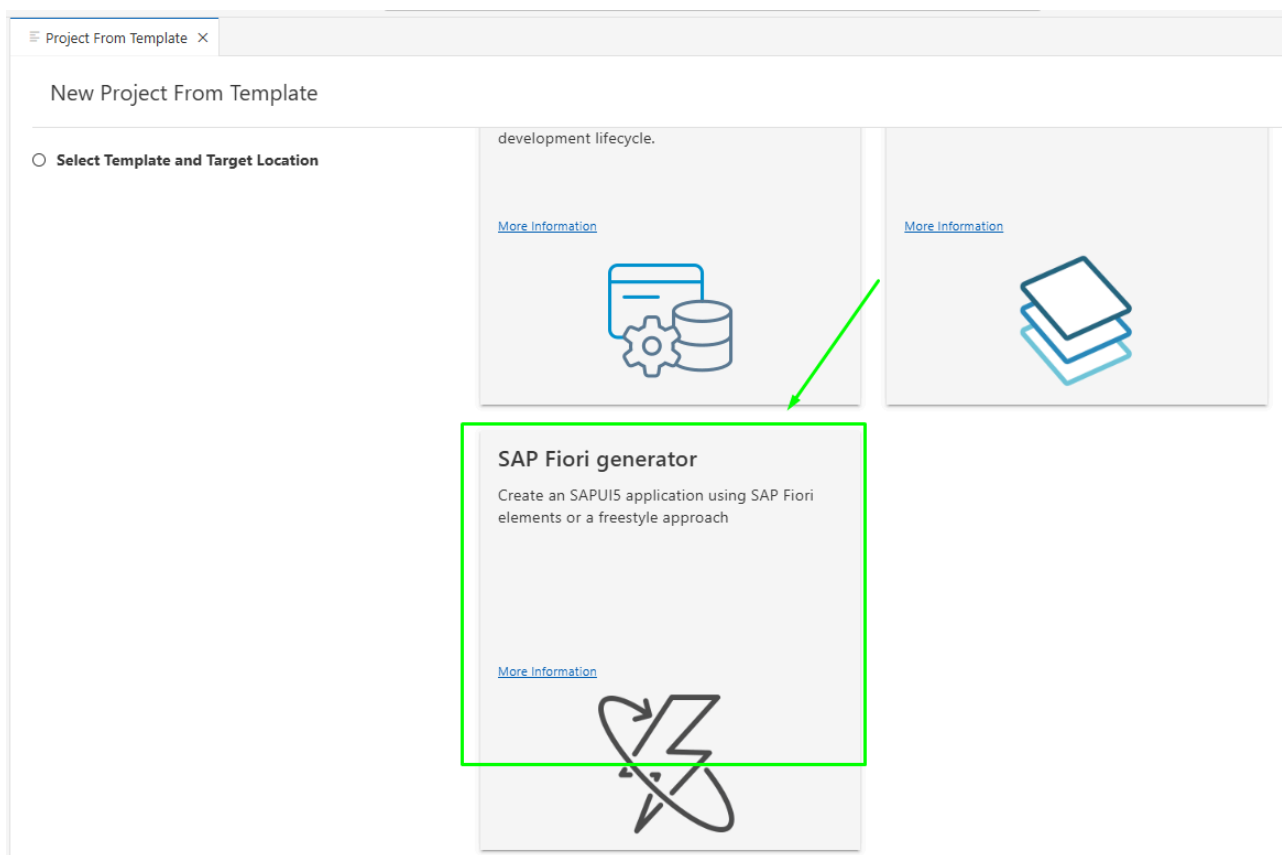 Project From Template
New Project From Template
Select Template and Target Location
development lifecycle.
More Information
More Information
SAP Fiori generator
Create an SAPUI5 application using SAP Fiori
elements or a freestyle approach
More Information